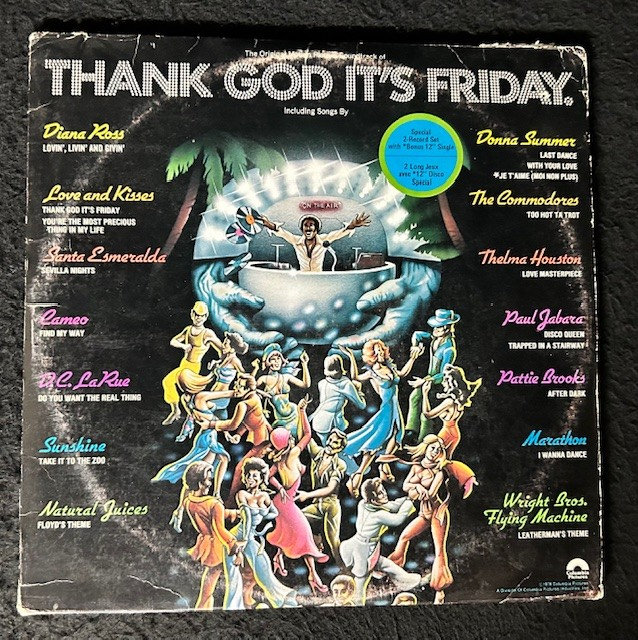 The Original Motion Picture Soundtrack of
THANK GOD IT'S FRIDAY.
Including Songs By
Diana Ross
LOVIN', LIVIN' AND GIVIN'
Love and Kisses
THANK GOD IT'S FRIDAY
YOU'RE THE MOST PRECIOUS
THING IN MY LIFE
Santa Esmeralda
SEVILLA NIGHTS
Cameo
FIND MY WAY
D.C. LaRue
DO YOU WANT THE REAL THING
Sunshine
TAKE IT TO THE ZOO
Natural Juices
FLOYD'S THEME
Special
2-Record Set
with *Bonus 12" Single
2 Long Jeux
avec *12" Disco
Special
ON THE AIR
Donna Summer
LAST DANCE
WITH YOUR LOVE
*JE T'AIME (MOI NON PLUS)
The Commodores
TOO HOT TA TROT
Thelma Houston
LOVE MASTERPIECE
Paul Jabara
DISCO QUEEN
TRAPPED IN A STAIRWAY
Pattie Brooks
AFTER DARK
Marathon
I WANNA DANCE
Wright Bros.
Flying Machine
LEATHERMAN'S THEME
Columbia
Pictures
© 1978 Columbia Pictures
A Division Of Columbia Pictures Industries, Inc.